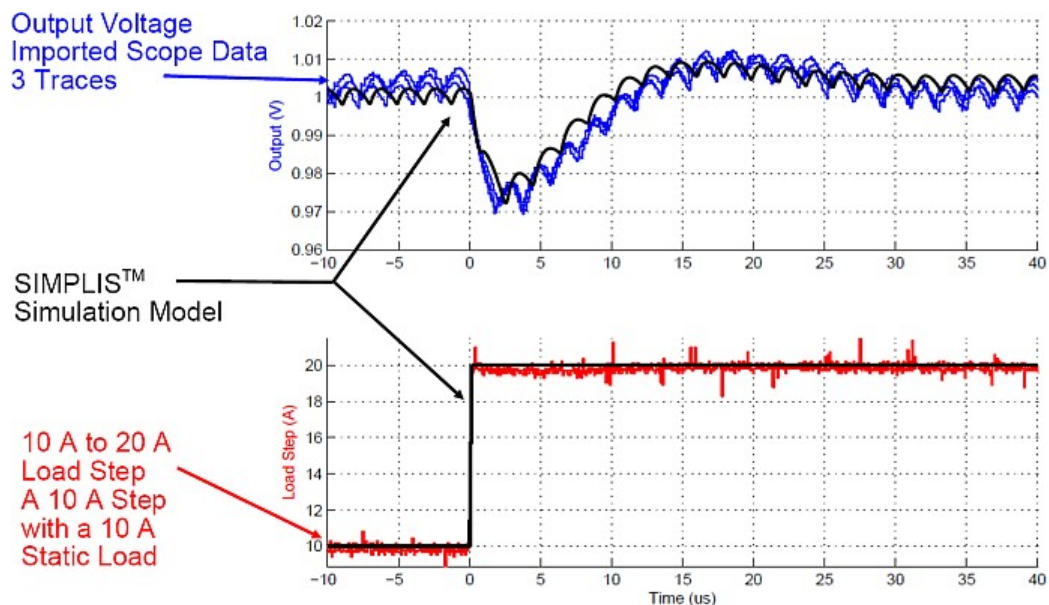 Output Voltage
Imported Scope Data
3 Traces
1.02
1.01
1
0.99
0.98
0.97
0.96
Output (V)
−10 −5 0 5 10 15 20 25 30 35 40
SIMPLIS™
Simulation Model
20
18
16
14
12
10
Load Step (A)
−10 −5 0 5 10 15 20 25 30 35 40
Time (us)
10 A to 20 A
Load Step
A 10 A Step
with a 10 A
Static Load